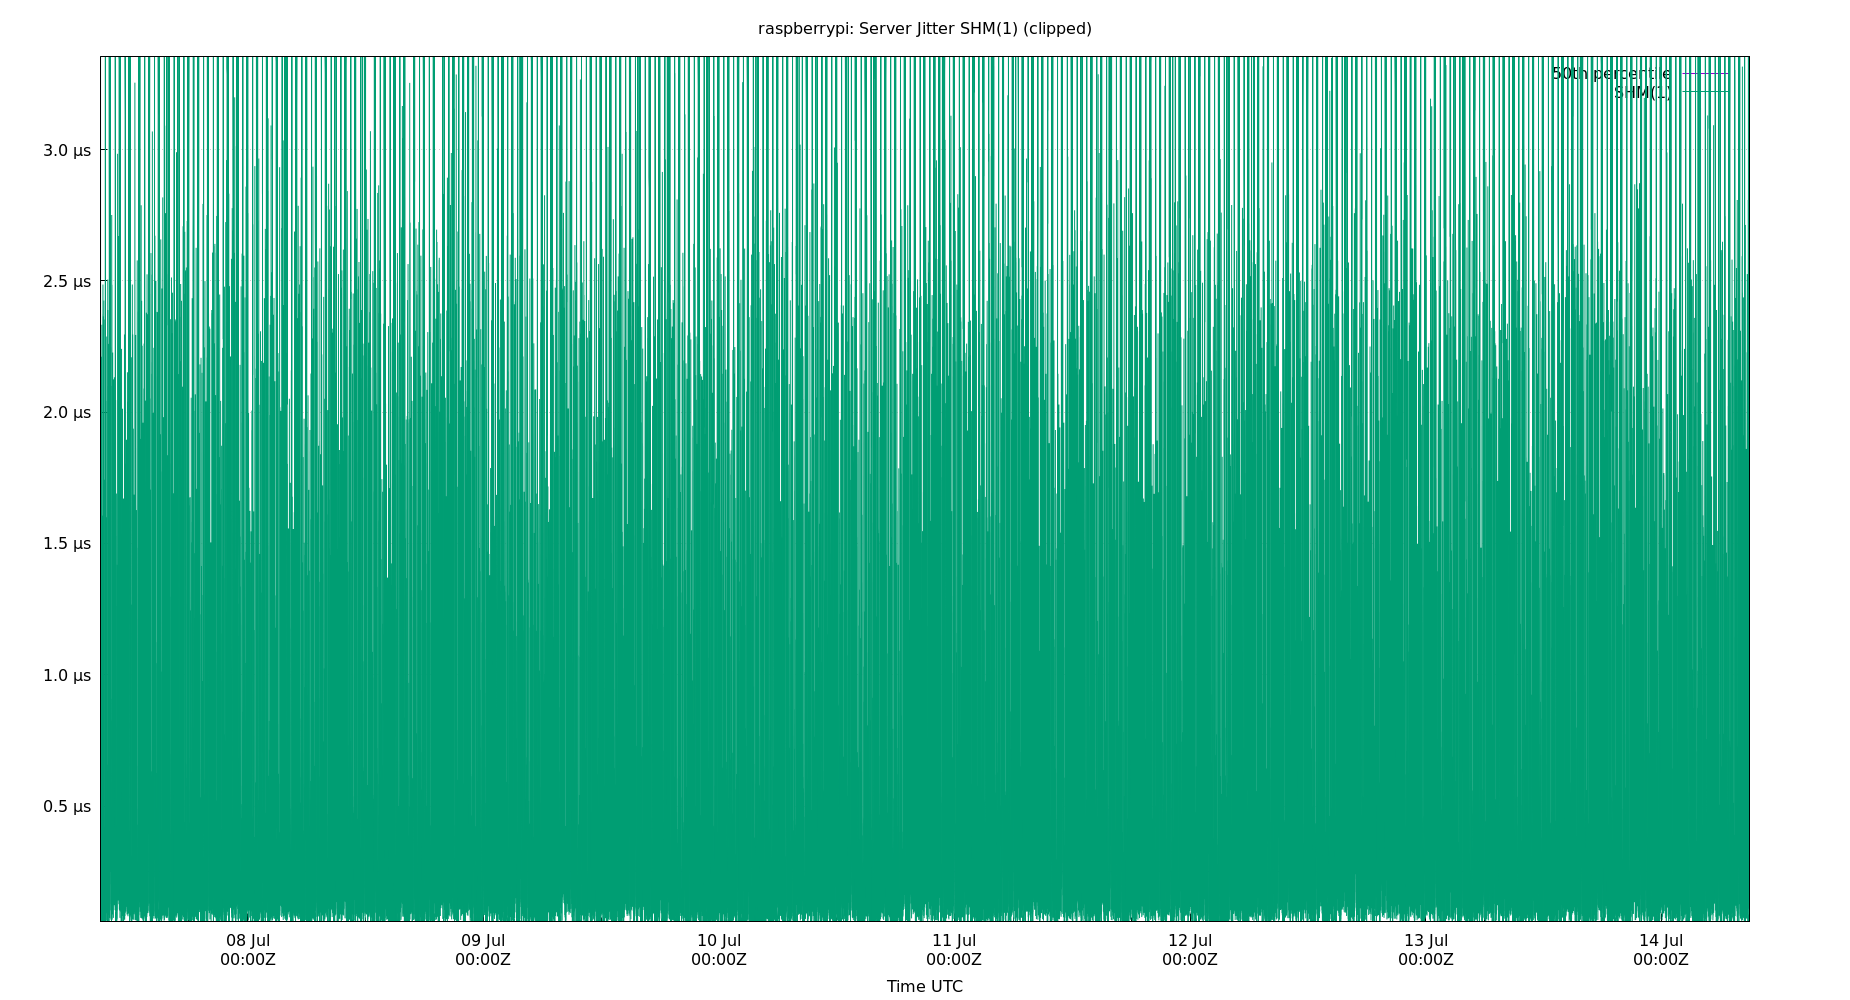 raspberrypi: Server Jitter SHM(1) (clipped)
50th percentile
SHM(1)
3.0 µs
2.5 µs
2.0 µs
1.5 µs
1.0 µs
0.5 µs
08 Jul
00:00Z
09 Jul
00:00Z
10 Jul
00:00Z
11 Jul
00:00Z
12 Jul
00:00Z
13 Jul
00:00Z
14 Jul
00:00Z
Time UTC